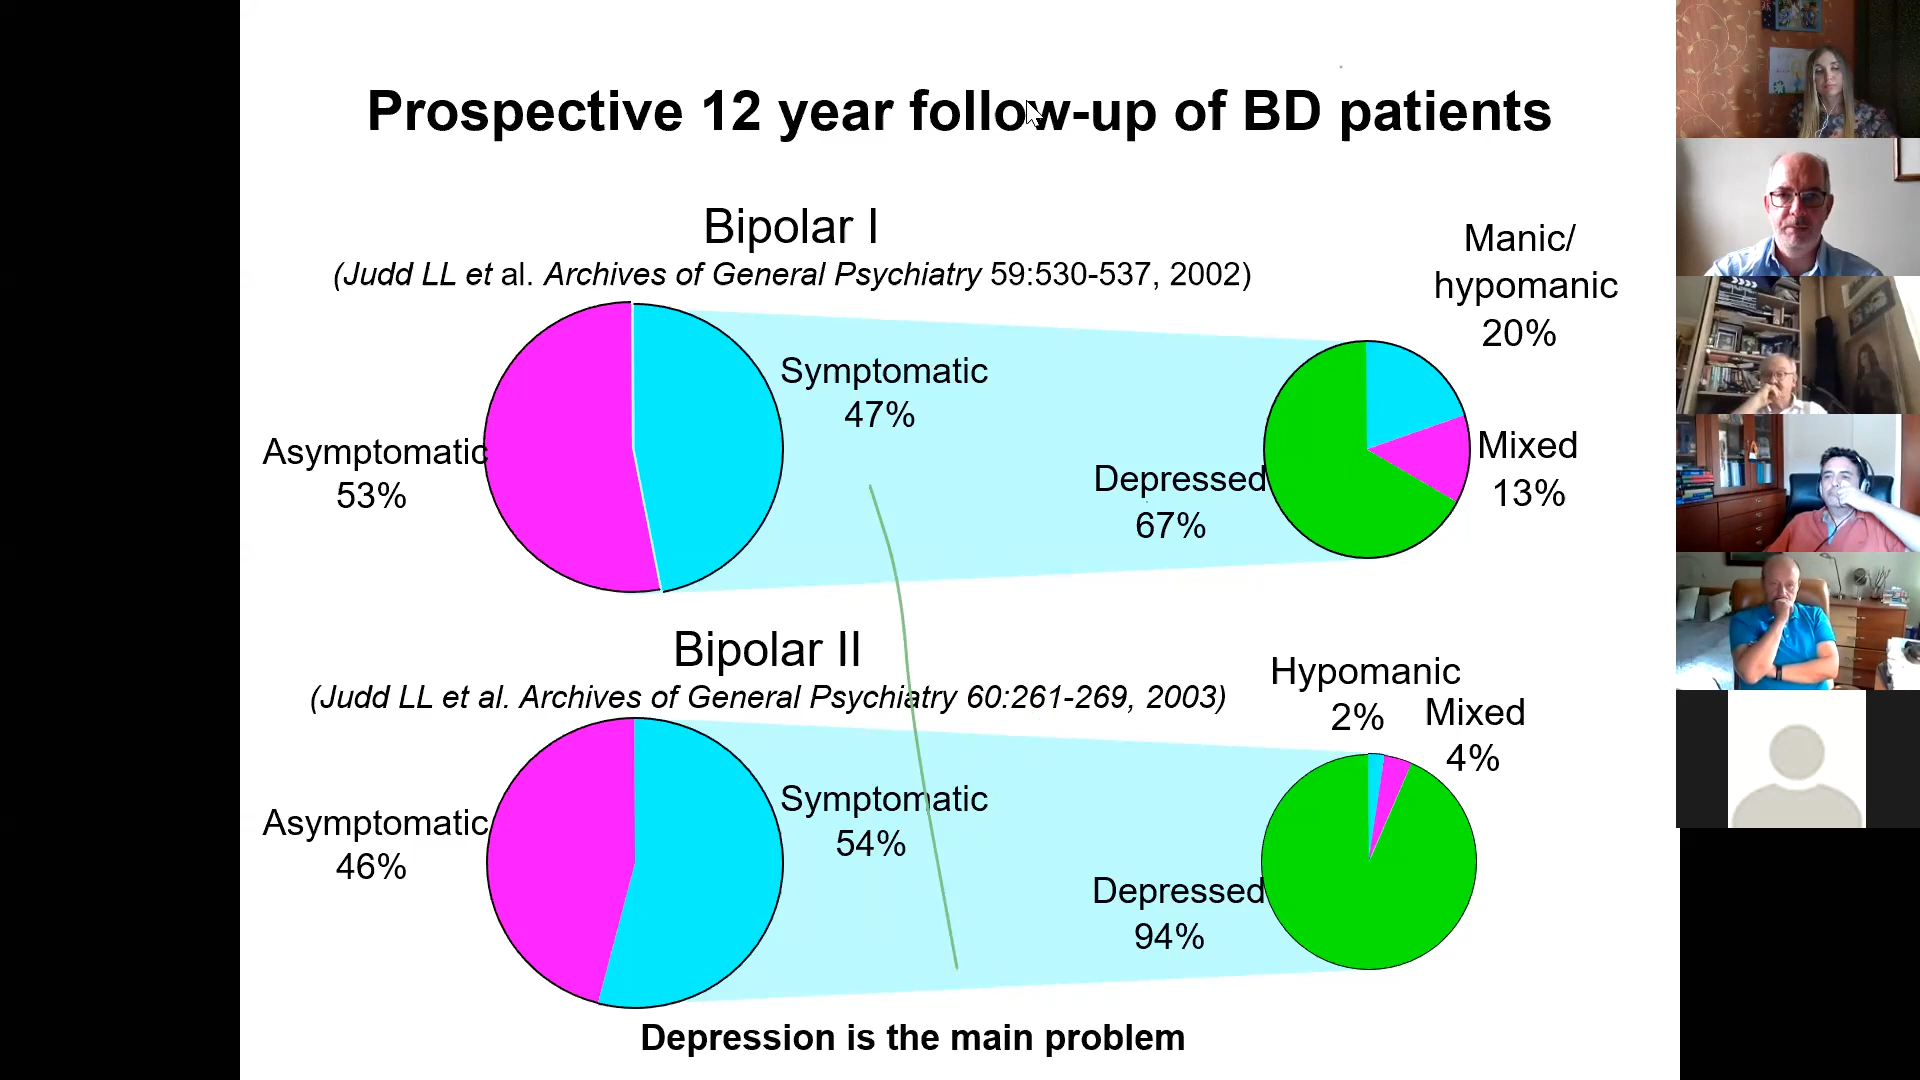 Prospective 12 year follow-up of BD patients
Bipolar I
(Judd LL et al. Archives of General Psychiatry 59:530-537, 2002)
Asymptomatic
53%
Symptomatic
47%
Depressed
67%
Manic/
hypomanic
20%
Mixed
13%
Bipolar II
(Judd LL et al. Archives of General Psychiatry 60:261-269, 2003)
Asymptomatic
46%
Symptomatic
54%
Depressed
94%
Hypomanic
2%
Mixed
4%
Depression is the main problem